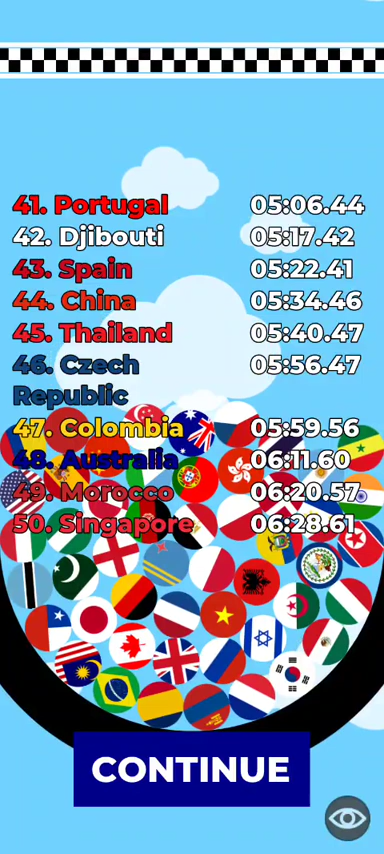 41. Portugal 05:06.44
42. Djibouti 05:17.42
43. Spain 05:22.41
44. China 05:34.46
45. Thailand 05:40.47
46. Czech 05:56.47
Republic
47. Colombia 05:59.56
48. Australia 06:11.60
49. Morocco 06:20.57
50. Singapore 06:28.61
CONTINUE